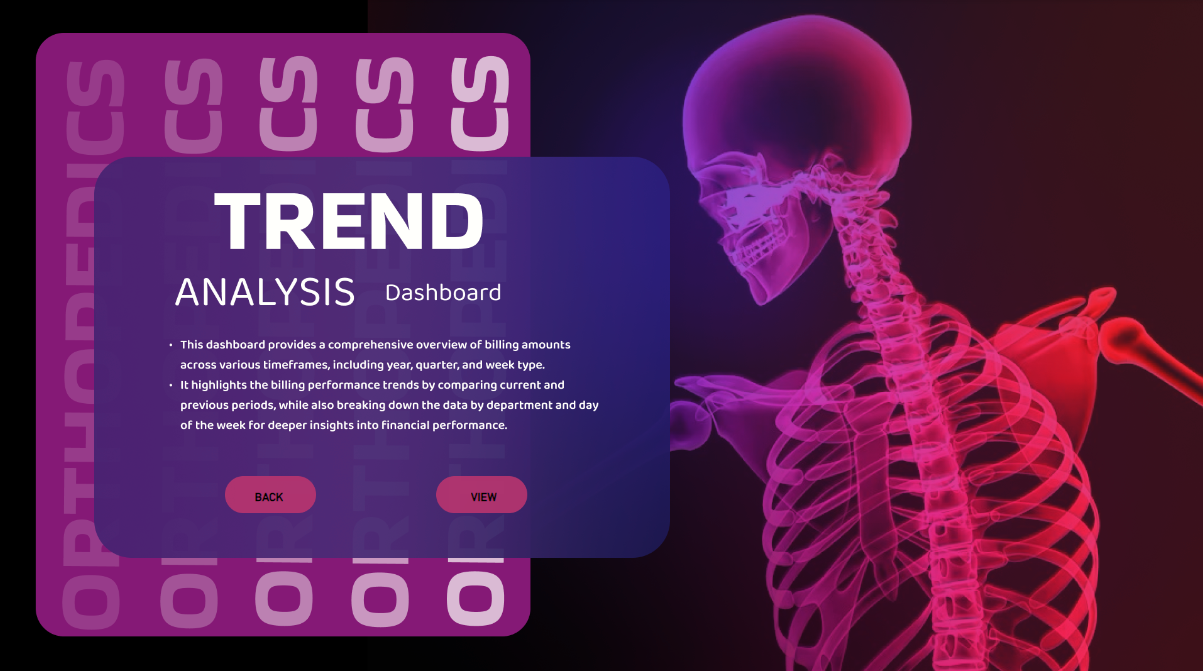 ORTHOPEDICS
ORTHOPEDICS
ORTHOPEDICS
ORTHOPEDICS
ORTHOPEDICS
TREND
ANALYSIS Dashboard
• This dashboard provides a comprehensive overview of billing amounts
across various timeframes, including year, quarter, and week type.
• It highlights the billing performance trends by comparing current and
previous periods, while also breaking down the data by department and day
of the week for deeper insights into financial performance.
BACK VIEW